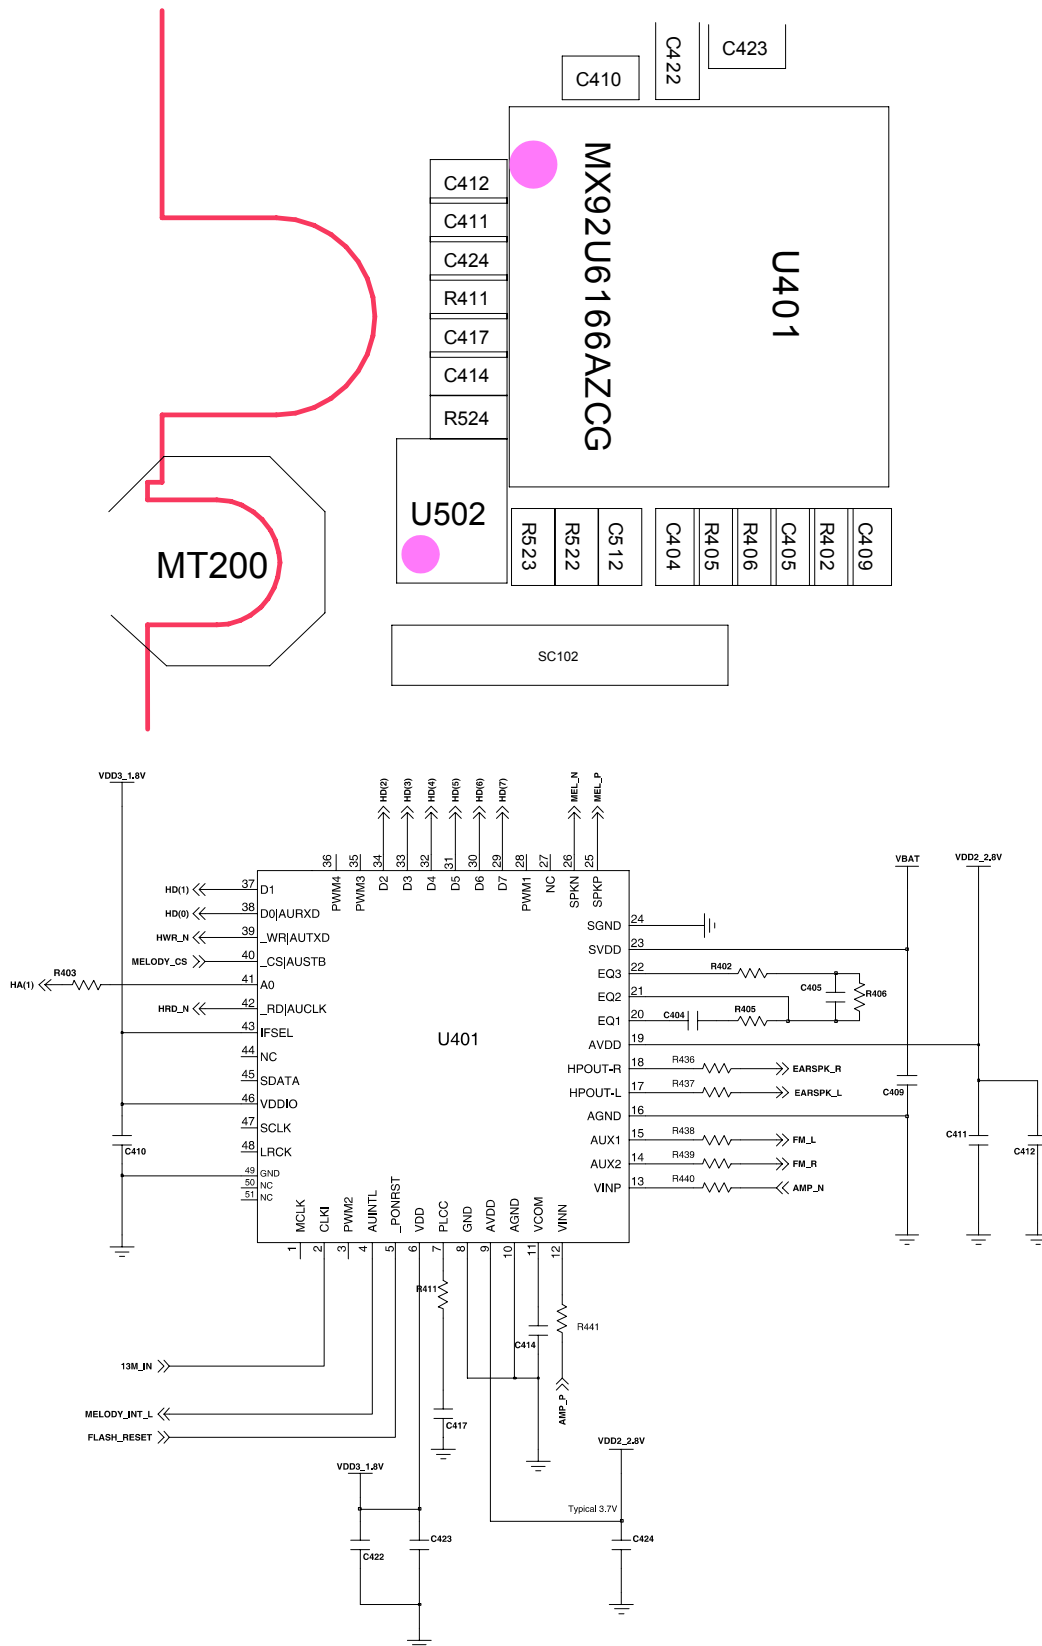 C410
C422
C423
C412
C411
C424
R411
C417
C414
R524
MX92U6166AZCG
U401
U502
MT200
R523
R522
C512
C404
R405
R406
C405
R402
C409
SC102
VDD3_1.8V
HD(2)
HD(3)
HD(4)
HD(5)
HD(6)
HD(7)
MEL_N
MEL_P
VBAT
VDD2_2.8V
36
35
34
33
32
31
30
29
28
27
26
25
PWM4
PWM3
D2
D3
D4
D5
D6
D7
PWM1
NC
SPKN
SPKP
HD(1) 37 D1
HD(0) 38 D0|AURXD
HWR_N 39 _WR|AUTXD
MELODY_CS 40 _CS|AUSTB
HA(1) R403 41 A0
HRD_N 42 _RD|AUCLK
43 IFSEL
44 NC
45 SDATA
46 VDDIO
47 SCLK
48 LRCK
49 GND
50 NC
51 NC
C410
U401
SGND 24
SVDD 23
EQ3 22 R402
EQ2 21
EQ1 20 C404 R405
C405
R406
AVDD 19
HPOUT-R 18 R436 EARSPK_R
HPOUT-L 17 R437 EARSPK_L
AGND 16
AUX1 15 R438 FM_L
AUX2 14 R439 FM_R
VINP 13 R440 AMP_N
C409
C411
C412
MCLK
CLKI
PWM2
AUINTL
_PONRST
VDD
PLCC
GND
AVDD
AGND
VCOM
VINN
1
2
3
4
5
6
7
8
9
10
11
12
R411
C414
R441
13M_IN
MELODY_INT_L
FLASH_RESET
C417
AMP_P
VDD3_1.8V
VDD2_2.8V
Typical 3.7V
C422
C423
C424